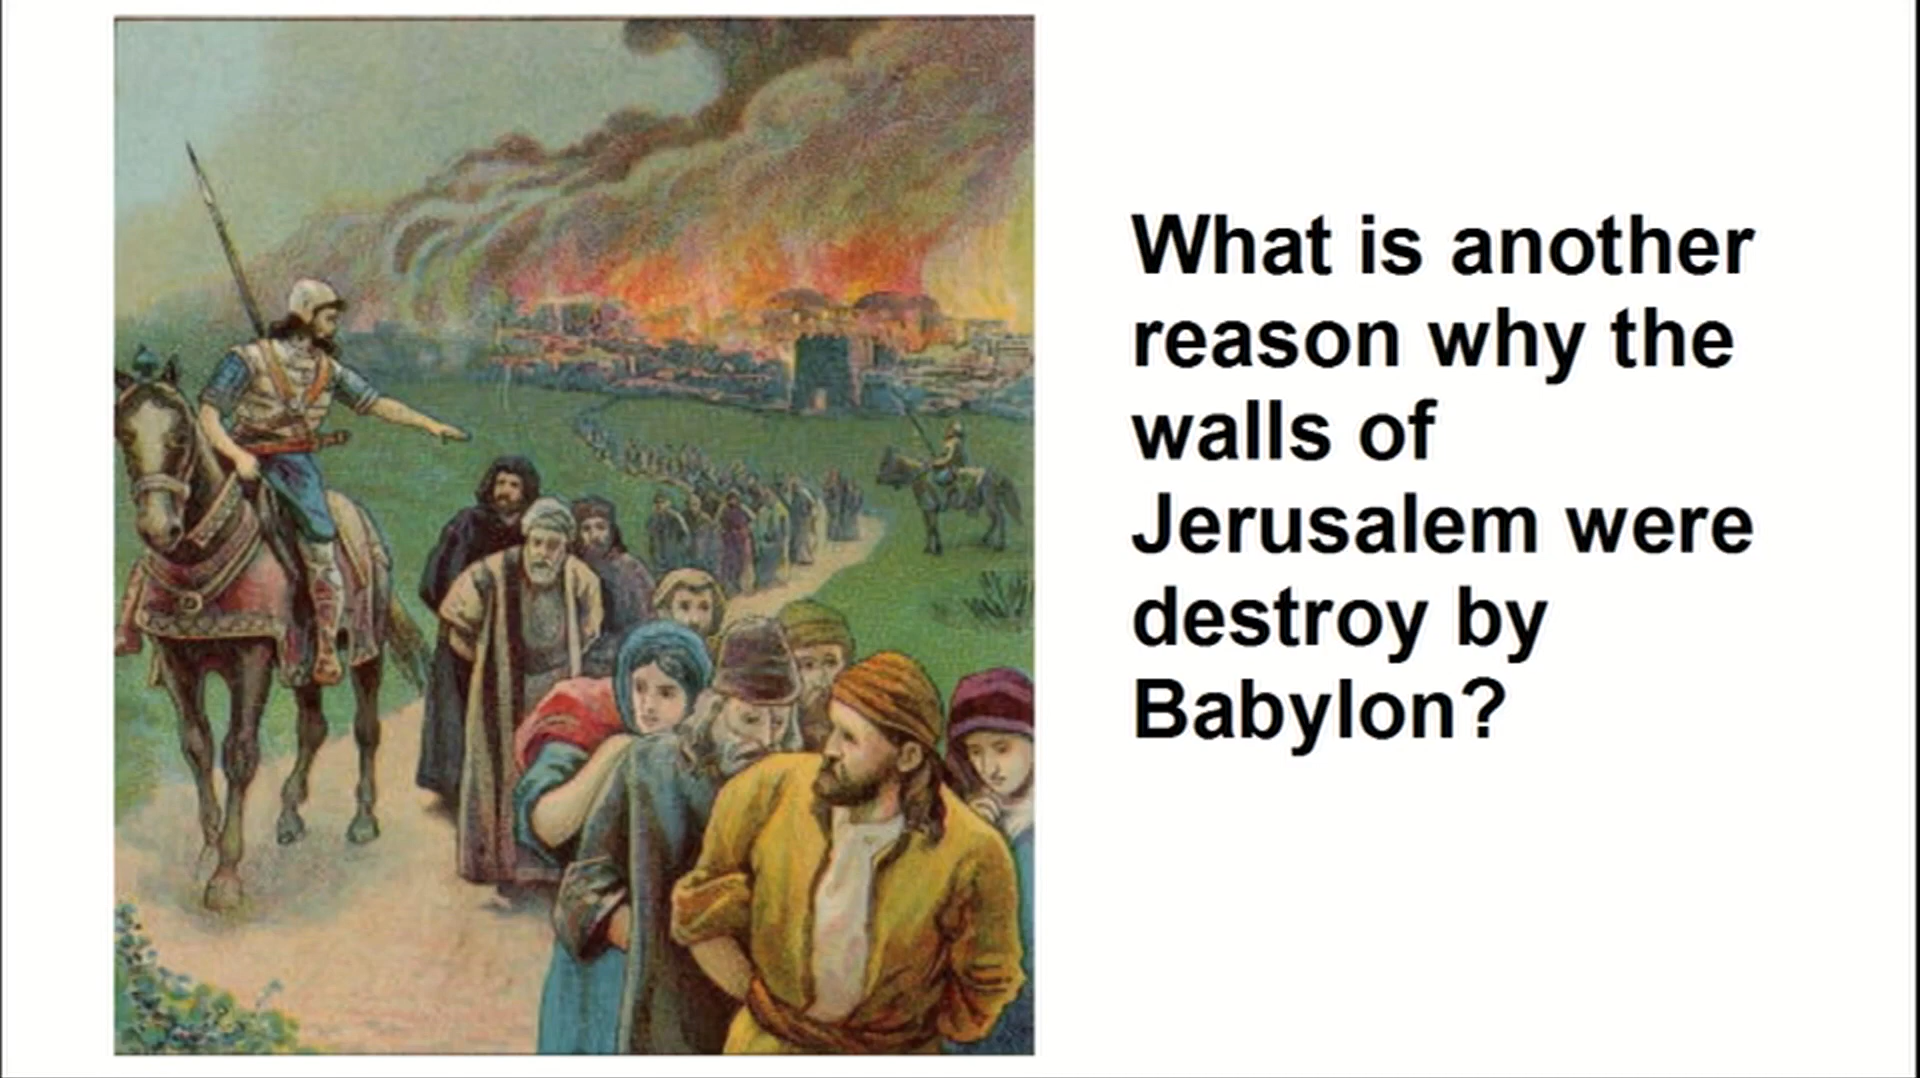 What is another
reason why the
walls of
Jerusalem were
destroy by
Babylon?